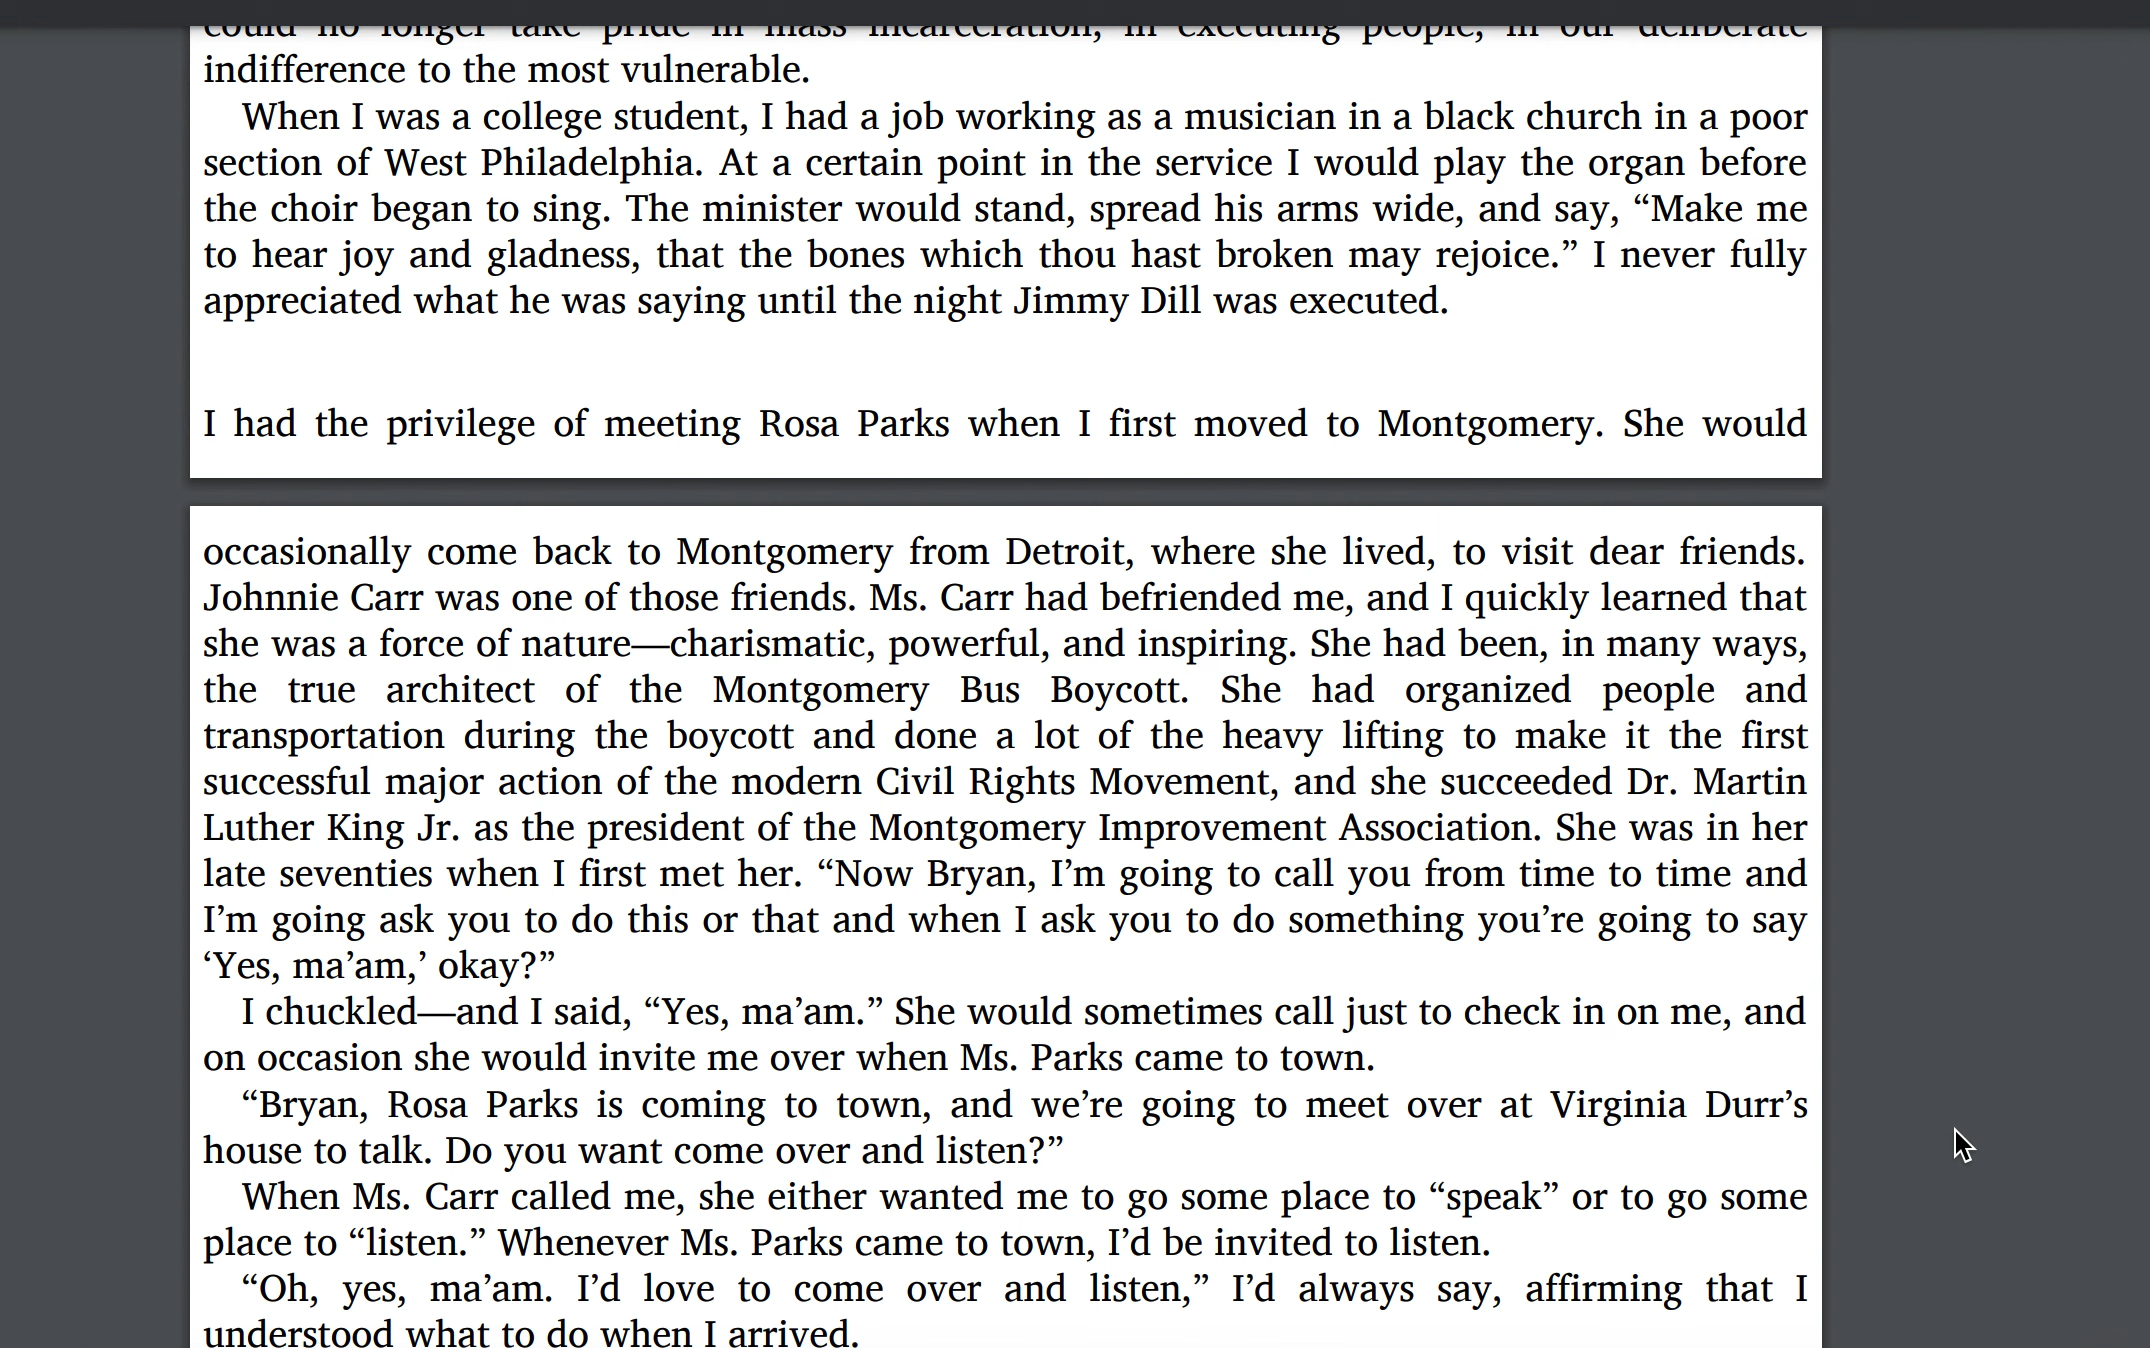 could no longer take pride in mass incarceration, in executing people, in our deliberate
indifference to the most vulnerable.
When I was a college student, I had a job working as a musician in a black church in a poor
section of West Philadelphia. At a certain point in the service I would play the organ before
the choir began to sing. The minister would stand, spread his arms wide, and say, “Make me
to hear joy and gladness, that the bones which thou hast broken may rejoice.” I never fully
appreciated what he was saying until the night Jimmy Dill was executed.
I had the privilege of meeting Rosa Parks when I first moved to Montgomery. She would
occasionally come back to Montgomery from Detroit, where she lived, to visit dear friends.
Johnnie Carr was one of those friends. Ms. Carr had befriended me, and I quickly learned that
she was a force of nature—charismatic, powerful, and inspiring. She had been, in many ways,
the true architect of the Montgomery Bus Boycott. She had organized people and
transportation during the boycott and done a lot of the heavy lifting to make it the first
successful major action of the modern Civil Rights Movement, and she succeeded Dr. Martin
Luther King Jr. as the president of the Montgomery Improvement Association. She was in her
late seventies when I first met her. “Now Bryan, I’m going to call you from time to time and
I’m going ask you to do this or that and when I ask you to do something you’re going to say
‘Yes, ma’am,’ okay?”
I chuckled—and I said, “Yes, ma’am.” She would sometimes call just to check in on me, and
on occasion she would invite me over when Ms. Parks came to town.
“Bryan, Rosa Parks is coming to town, and we’re going to meet over at Virginia Durr’s
house to talk. Do you want come over and listen?”
When Ms. Carr called me, she either wanted me to go some place to “speak” or to go some
place to “listen.” Whenever Ms. Parks came to town, I’d be invited to listen.
“Oh, yes, ma’am. I’d love to come over and listen,” I’d always say, affirming that I
understood what to do when I arrived.